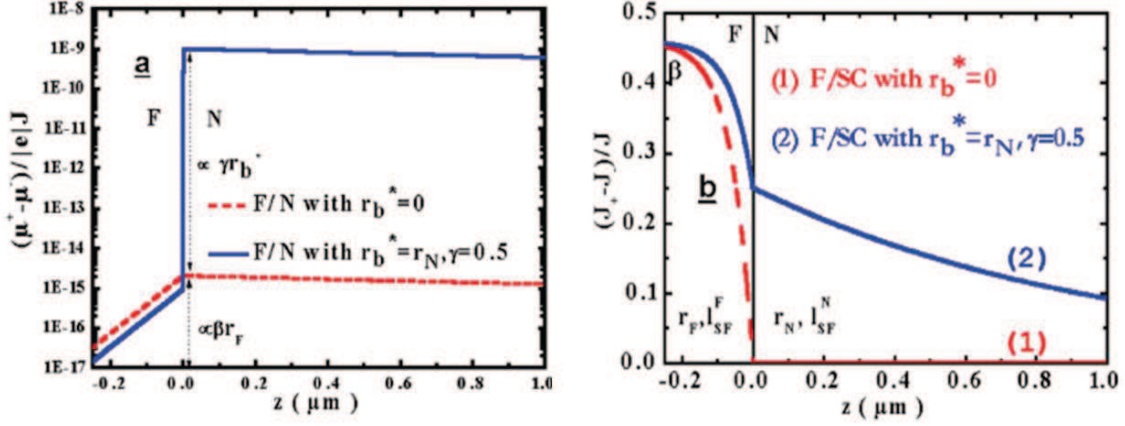 1E-8
1E-9
1E-10
1E-11
1E-12
1E-13
1E-14
1E-15
1E-16
1E-17
(μ⁺-μ⁻)/|e|J
a
F N
∝ γr_b*
F/N with r_b*=0
F/N with r_b*=r_N, γ=0.5
∝βr_F
-0.2 0.0 0.2 0.4 0.6 0.8 1.0
z ( μm)
0.5
0.4
0.3
0.2
0.1
0.0
(J₊-J₋)/J
F N
β
(1) F/SC with r_b*=0
(2) F/SC with r_b*=r_N, γ=0.5
b
(2)
r_F, l_SF^F r_N, l_SF^N
(1)
-0.2 0.0 0.2 0.4 0.6 0.8 1.0
z ( μm)